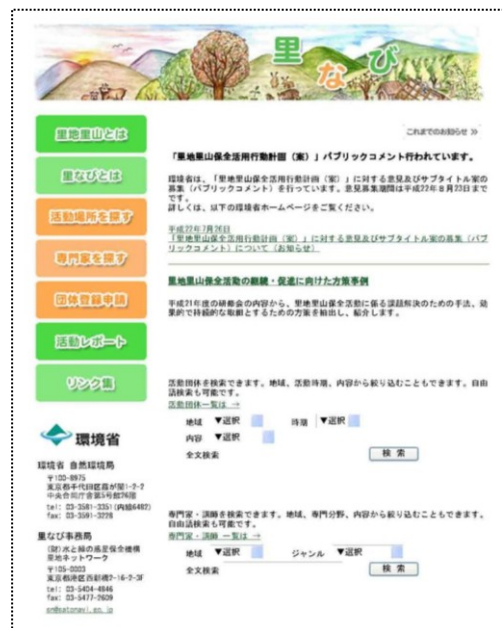 里なび
里地里山とは
里なびとは
活動場所を探す
専門家を探す
団体登録申請
活動レポート
リンク集
環境省
環境省 自然環境局
〒100-8975
東京都千代田区霞が関1-2-2
中央合同庁舎第5号館26階
tel: 03-3581-3351(内線6482)
fax: 03-3591-3228
里なび事務局
(財)水と緑の惑星保全機構
里地ネットワーク
〒105-0003
東京都港区西新橋2-16-2-3F
tel: 03-5404-4846
fax: 03-5477-2609
これまでのお知らせ ≫
「里地里山保全活用行動計画(案)」パブリックコメント行われています。
環境省は、「里地里山保全活用行動計画(案)」に対する意見及びサブタイトル案の
募集(パブリックコメント)を行っています。意見募集期間は平成22年8月23日まで
です。
詳しくは、以下の環境省ホームページをご覧ください。
平成22年7月26日
「里地里山保全活用行動計画(案)」に対する意見及びサブタイトル案の募集(パブ
リックコメント)について(お知らせ)
里地里山保全活動の継続・促進に向けた方策事例
平成21年度の研修会の内容から、里地里山保全活動に係る課題解決のための手法、効
果的で持続的な取組とするための方策を抽出し、紹介します。
活動団体を検索できます。地域、活動時期、内容から絞り込むこともできます。自由
語検索も可能です。
活動団体一覧は →
地域 ▼選択 時期 ▼選択
内容 ▼選択
全文検索 検 索
専門家・講師を検索できます。地域、専門分野、内容から絞り込むこともできます。
自由語検索も可能です。
専門家・講師 一覧は →
地域 ▼選択 ジャンル ▼選択
全文検索 検 索